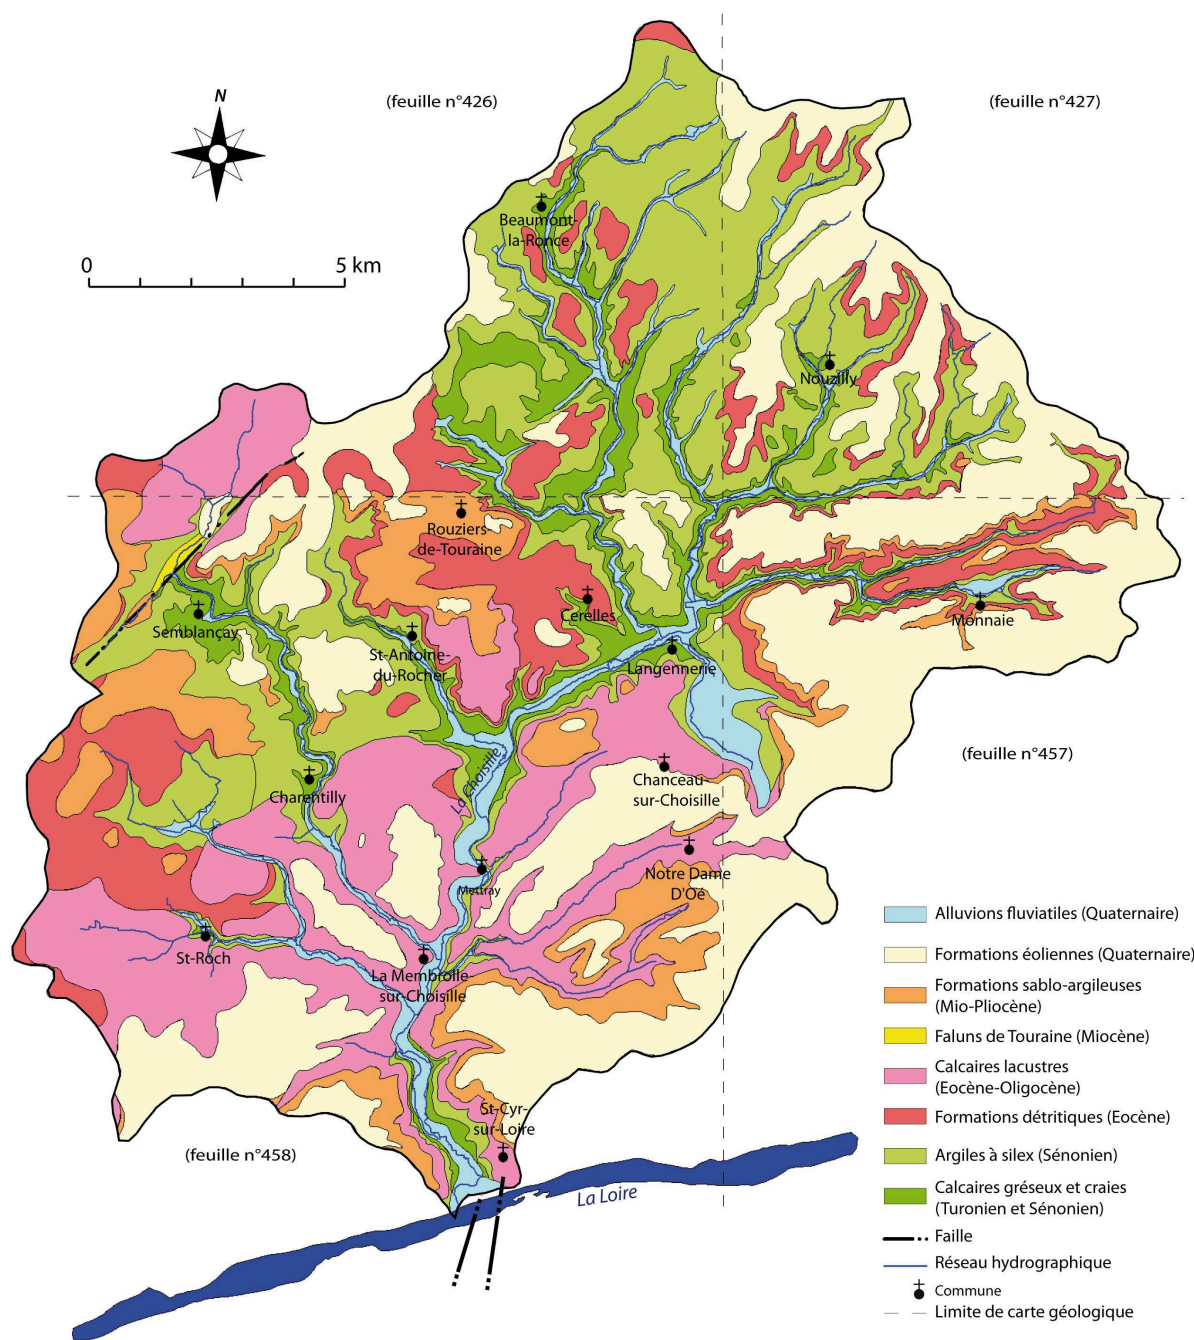 (feuille n°426)
(feuille n°427)
N
0
5 km
Beaumont-
la-Ronce
Nouzilly
Rouziers-
de-Touraine
Cerelles
Semblançay
St-Antoine-
du-Rocher
Langennerie
Monnaie
(feuille n°457)
La Choisille
Charentilly
Chanceau-
sur-Choisille
Mettray
Notre Dame
D'Oé
St-Roch
La Membrolle-
sur-Choisille
St-Cyr-
sur-Loire
(feuille n°458)
La Loire
Alluvions fluviatiles (Quaternaire)
Formations éoliennes (Quaternaire)
Formations sablo-argileuses
(Mio-Pliocène)
Faluns de Touraine (Miocène)
Calcaires lacustres
(Eocène-Oligocène)
Formations détritiques (Eocène)
Argiles à silex (Sénonien)
Calcaires gréseux et craies
(Turonien et Sénonien)
Faille
Réseau hydrographique
Commune
Limite de carte géologique